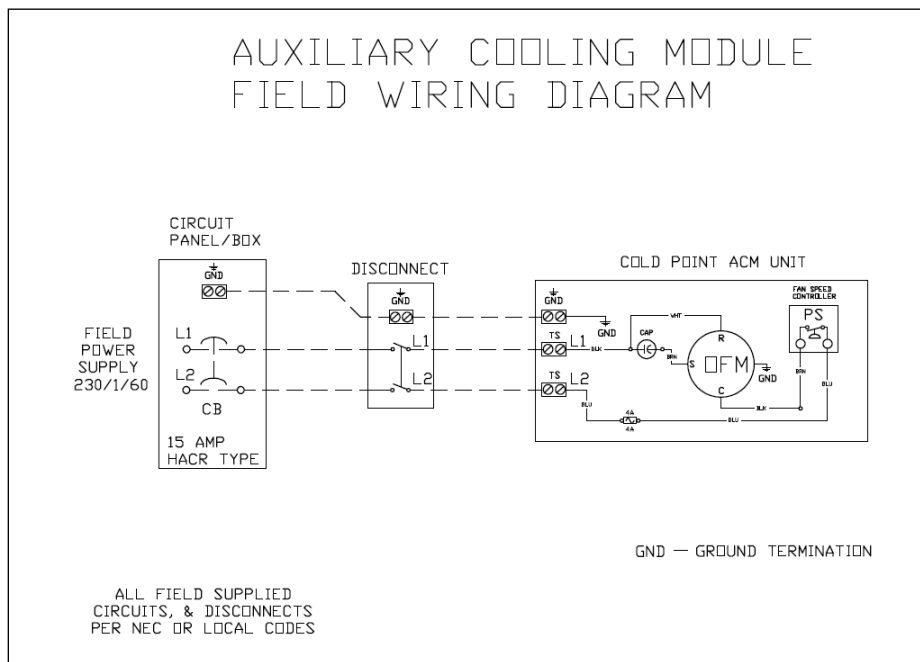 AUXILIARY COOLING MODULE
FIELD WIRING DIAGRAM
CIRCUIT
PANEL/BOX
GND
L1
L2
CB
15 AMP
HACR TYPE
FIELD
POWER
SUPPLY
230/1/60
DISCONNECT
GND
L1
L2
COLD POINT ACM UNIT
GND
GND
TS
L1
BLK
TS
L2
BLU
WHT
CAP
BRN
R
S
OFM
C
GND
BLK
4A
4A
BLU
FAN SPEED
CONTROLLER
PS
BRN
BLU
GND — GROUND TERMINATION
ALL FIELD SUPPLIED
CIRCUITS, & DISCONNECTS
PER NEC OR LOCAL CODES